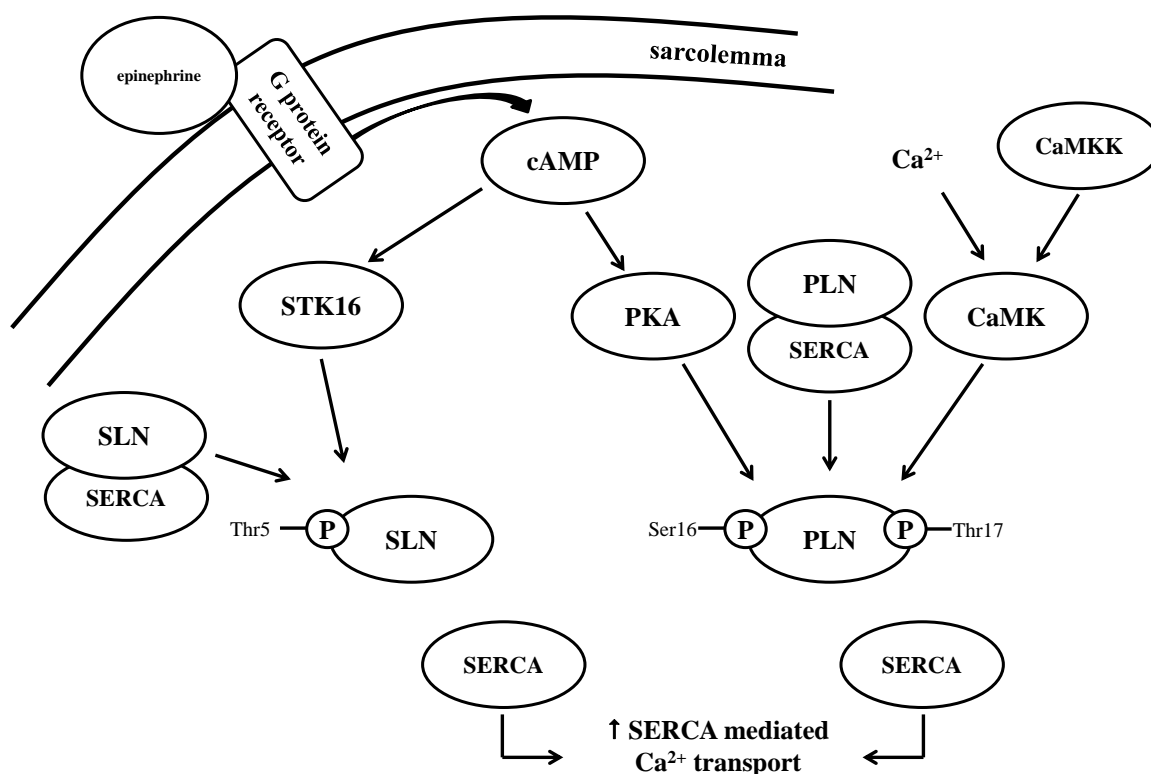 sarcolemma
epinephrine
G protein
receptor
cAMP
Ca²⁺
CaMKK
STK16
PKA
PLN
SERCA
CaMK
SLN
SERCA
Thr5
P
SLN
Ser16
P
PLN
P
Thr17
SERCA
SERCA
↑ SERCA mediated
Ca²⁺ transport